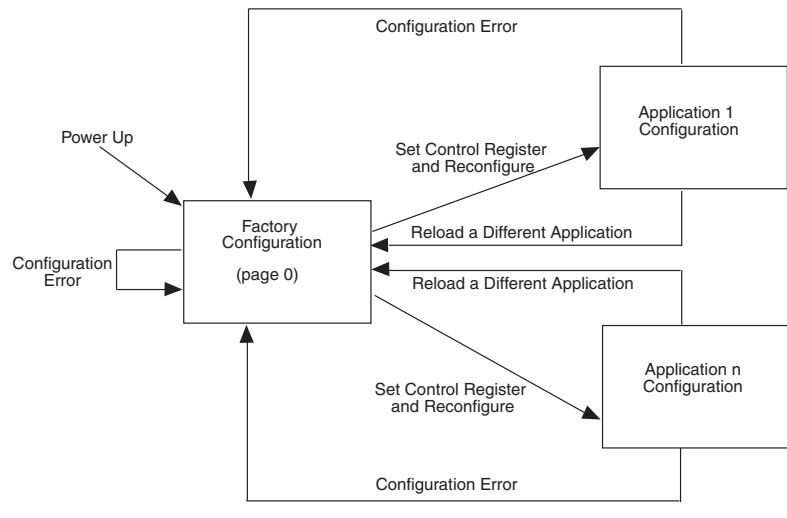 Configuration Error
Application 1
Configuration
Power Up
Set Control Register
and Reconfigure
Factory
Configuration
(page 0)
Reload a Different Application
Configuration
Error
Reload a Different Application
Application n
Configuration
Set Control Register
and Reconfigure
Configuration Error